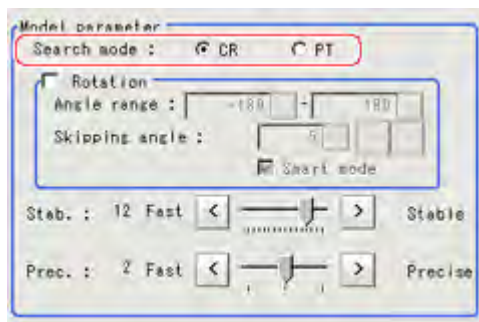 Model parameter
Search mode : CR PT
Rotation
Angle range : -180 - 180
Skipping angle : 5
Smart mode
Stab. : 12 Fast < > Stable
Prec. : 2 Fast < > Precise